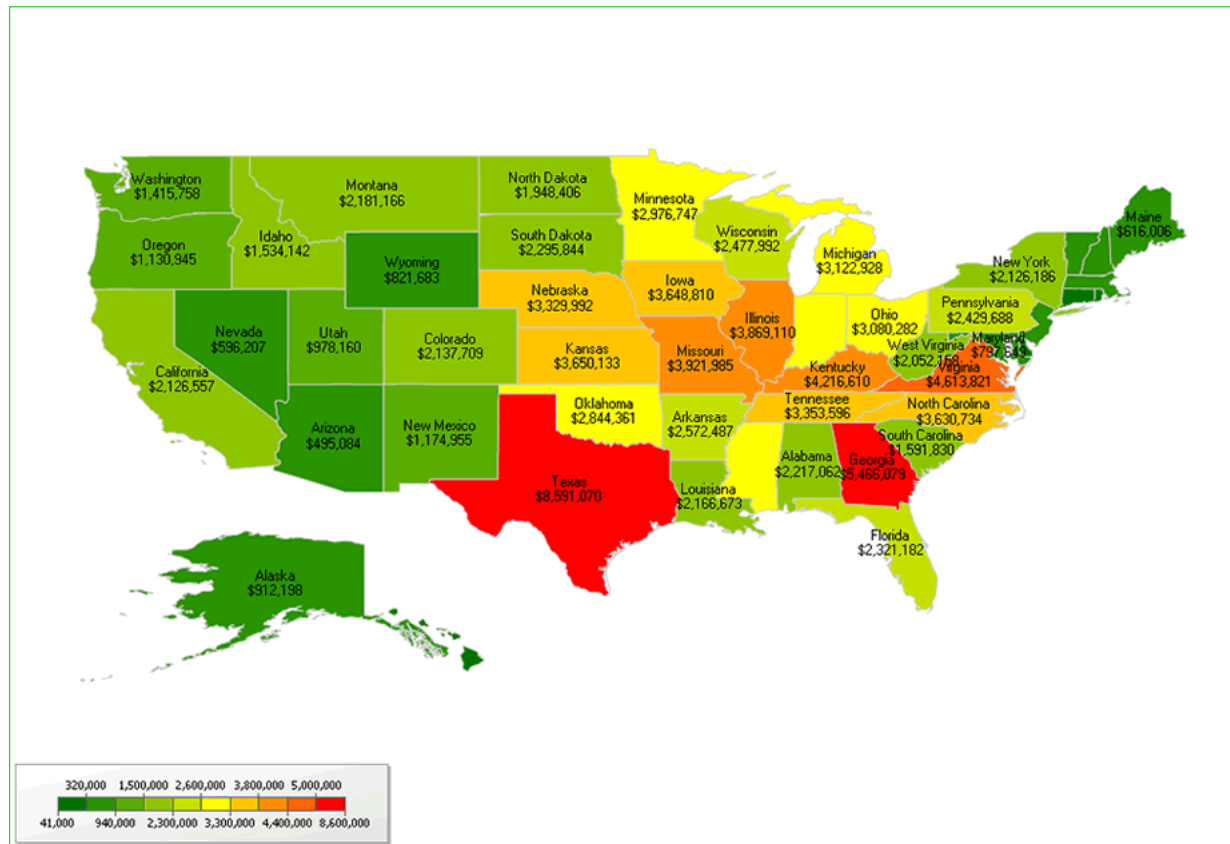 Washington
$1,415,758
Montana
$2,181,166
North Dakota
$1,948,406
Minnesota
$2,976,747
Maine
$616,006
Oregon
$1,130,945
Idaho
$1,534,142
South Dakota
$2,295,844
Wisconsin
$2,477,992
Michigan
$3,122,928
New York
$2,126,186
Wyoming
$821,683
Nebraska
$3,329,992
Iowa
$3,648,810
Illinois
$3,869,110
Ohio
$3,080,282
Pennsylvania
$2,429,688
Nevada
$596,207
Utah
$978,160
Colorado
$2,137,709
Kansas
$3,650,133
Missouri
$3,921,985
West Virginia
$2,052,158
Maryland
$797,649
California
$2,126,557
Kentucky
$4,216,610
Virginia
$4,613,821
Arizona
$495,084
New Mexico
$1,174,955
Oklahoma
$2,844,361
Arkansas
$2,572,487
Tennessee
$3,353,596
North Carolina
$3,630,734
South Carolina
$1,591,830
Texas
$8,591,070
Louisiana
$2,166,673
Alabama
$2,217,062
Georgia
$5,466,079
Florida
$2,321,182
Alaska
$912,198
320,000 1,500,000 2,600,000 3,800,000 5,000,000
41,000 940,000 2,300,000 3,300,000 4,400,000 8,600,000